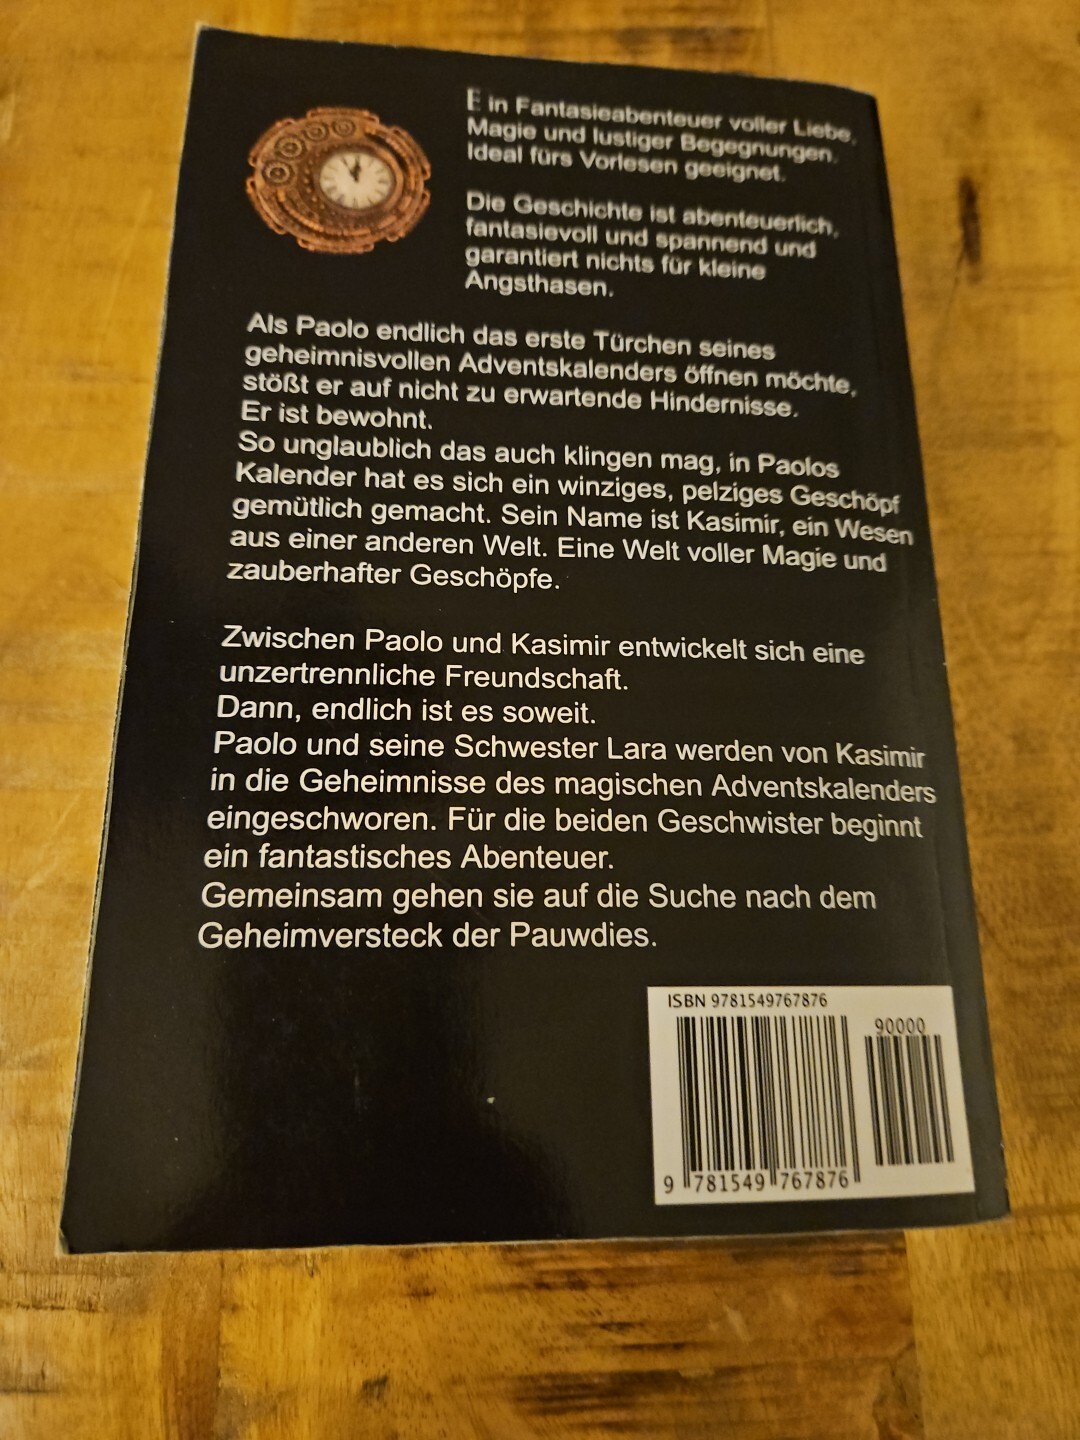 Ein Fantasieabenteuer voller Liebe,
Magie und lustiger Begegnungen.
Ideal fürs Vorlesen geeignet.
Die Geschichte ist abenteuerlich,
fantasievoll und spannend und
garantiert nichts für kleine
Angsthasen.
Als Paolo endlich das erste Türchen seines
geheimnisvollen Adventskalenders öffnen möchte,
stößt er auf nicht zu erwartende Hindernisse.
Er ist bewohnt.
So unglaublich das auch klingen mag, in Paolos
Kalender hat es sich ein winziges, pelziges Geschöpf
gemütlich gemacht. Sein Name ist Kasimir, ein Wesen
aus einer anderen Welt. Eine Welt voller Magie und
zauberhafter Geschöpfe.
Zwischen Paolo und Kasimir entwickelt sich eine
unzertrennliche Freundschaft.
Dann, endlich ist es soweit.
Paolo und seine Schwester Lara werden von Kasimir
in die Geheimnisse des magischen Adventskalenders
eingeschworen. Für die beiden Geschwister beginnt
ein fantastisches Abenteuer.
Gemeinsam gehen sie auf die Suche nach dem
Geheimversteck der Pauwdies.
ISBN 9781549767876
90000
9 781549 767876